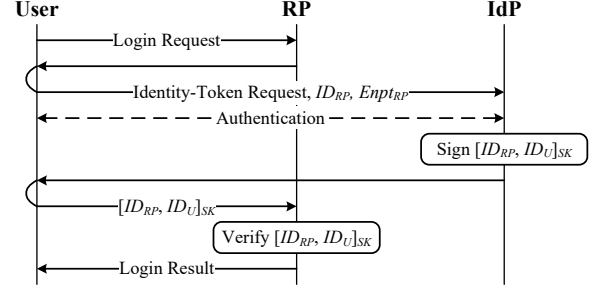 User RP IdP
Login Request
Identity-Token Request, ID_RP, Enpt_RP
Authentication
Sign [ID_RP, ID_U]_SK
[ID_RP, ID_U]_SK
Verify [ID_RP, ID_U]_SK
Login Result